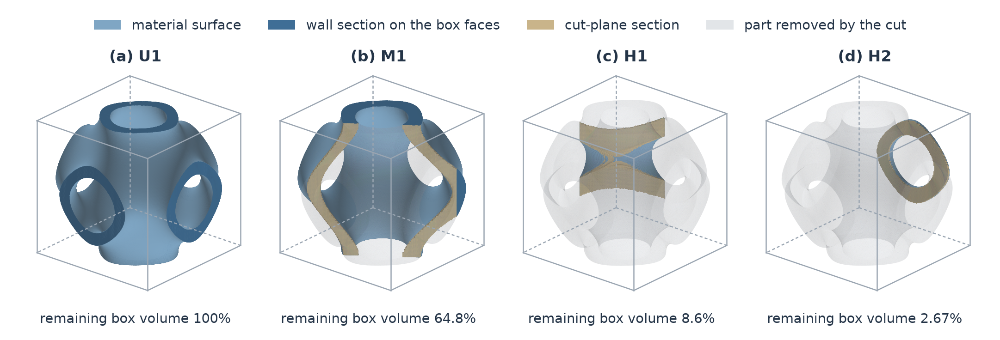 material surface
wall section on the box faces
cut-plane section
part removed by the cut
(a) U1
(b) M1
(c) H1
(d) H2
remaining box volume 100%
remaining box volume 64.8%
remaining box volume 8.6%
remaining box volume 2.67%